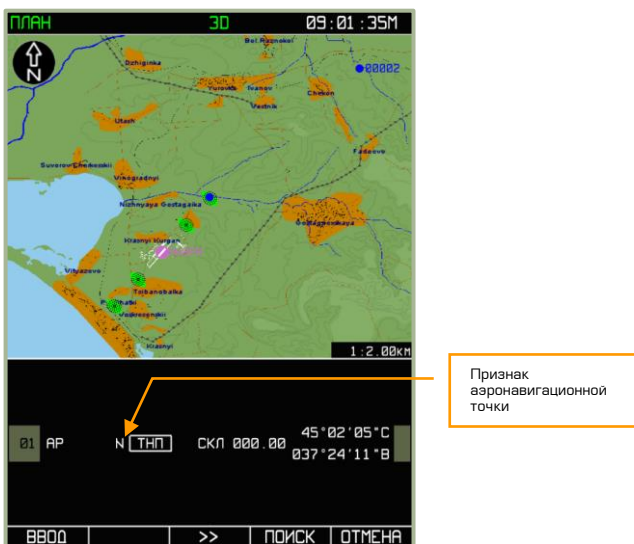 ПЛАН 3D 09:01:35М
Bol.Raznokol
Dzhiginka
00002
Yurovka Ivanov
Chekon
Vestnik
Utash
Fadeevo
Suvorov Cherkesskii
Vinogradnyi
Nizhnyaya Gostagaika
Gostagaevskaya
Krasnyi Kurgan
Vityazevo
Tsibanobalka
Voskresenskii
Krasnyi
1:2.00км
Признак
аэронавигационной
точки
01 АР N ТНП СКЛ 000.00 45°02'05"С
037°24'11"В
ВВОД >> ПОИСК ОТМЕНА